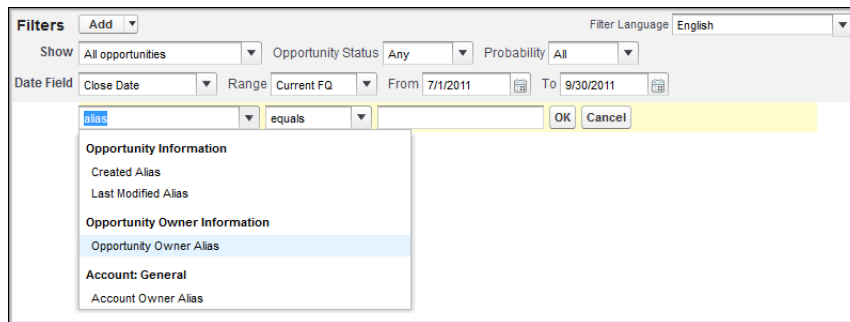 Filters Add Filter Language English
Show All opportunities Opportunity Status Any Probability All
Date Field Close Date Range Current FQ From 7/1/2011 To 9/30/2011
alias equals OK Cancel
Opportunity Information
Created Alias
Last Modified Alias
Opportunity Owner Information
Opportunity Owner Alias
Account: General
Account Owner Alias